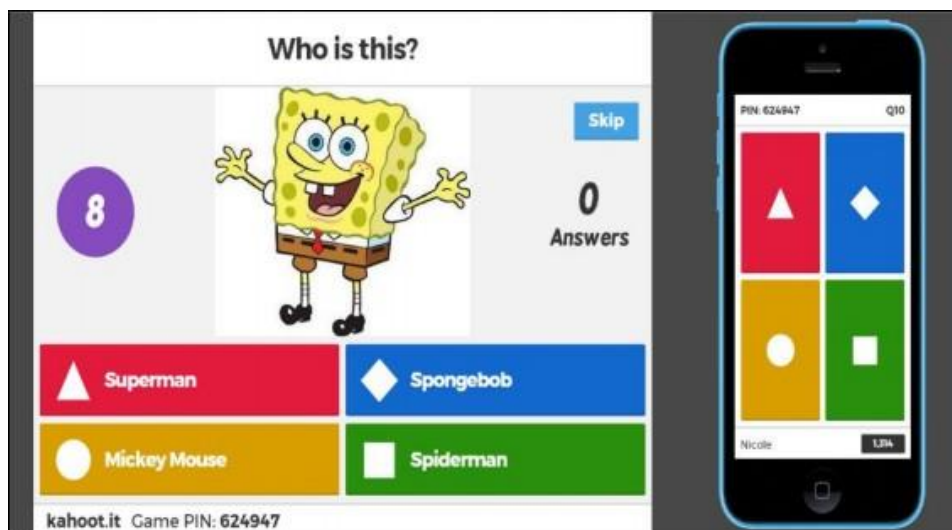 Who is this?
Skip
8
0
Answers
Superman
Spongebob
Mickey Mouse
Spiderman
kahoot.it Game PIN: 624947
PIN: 624947 Q10
Nicole 1,314